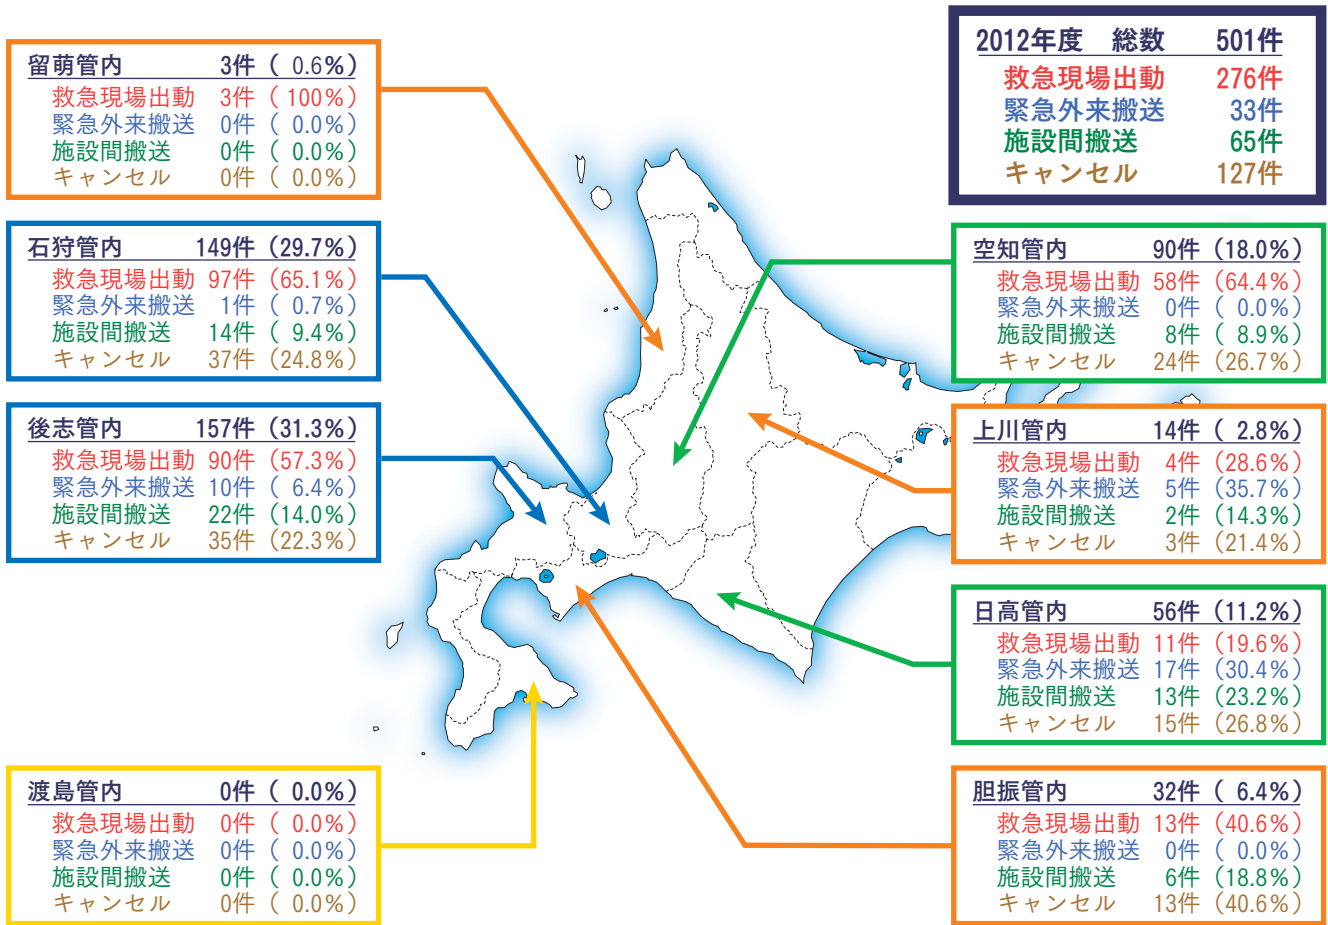 2012年度 総数 501件
救急現場出動 276件
緊急外来搬送 33件
施設間搬送 65件
キャンセル 127件
留萌管内 3件 ( 0.6%)
救急現場出動 3件 ( 100%)
緊急外来搬送 0件 ( 0.0%)
施設間搬送 0件 ( 0.0%)
キャンセル 0件 ( 0.0%)
石狩管内 149件 (29.7%)
救急現場出動 97件 (65.1%)
緊急外来搬送 1件 ( 0.7%)
施設間搬送 14件 ( 9.4%)
キャンセル 37件 (24.8%)
後志管内 157件 (31.3%)
救急現場出動 90件 (57.3%)
緊急外来搬送 10件 ( 6.4%)
施設間搬送 22件 (14.0%)
キャンセル 35件 (22.3%)
渡島管内 0件 ( 0.0%)
救急現場出動 0件 ( 0.0%)
緊急外来搬送 0件 ( 0.0%)
施設間搬送 0件 ( 0.0%)
キャンセル 0件 ( 0.0%)
空知管内 90件 (18.0%)
救急現場出動 58件 (64.4%)
緊急外来搬送 0件 ( 0.0%)
施設間搬送 8件 ( 8.9%)
キャンセル 24件 (26.7%)
上川管内 14件 ( 2.8%)
救急現場出動 4件 (28.6%)
緊急外来搬送 5件 (35.7%)
施設間搬送 2件 (14.3%)
キャンセル 3件 (21.4%)
日高管内 56件 (11.2%)
救急現場出動 11件 (19.6%)
緊急外来搬送 17件 (30.4%)
施設間搬送 13件 (23.2%)
キャンセル 15件 (26.8%)
胆振管内 32件 ( 6.4%)
救急現場出動 13件 (40.6%)
緊急外来搬送 0件 ( 0.0%)
施設間搬送 6件 (18.8%)
キャンセル 13件 (40.6%)